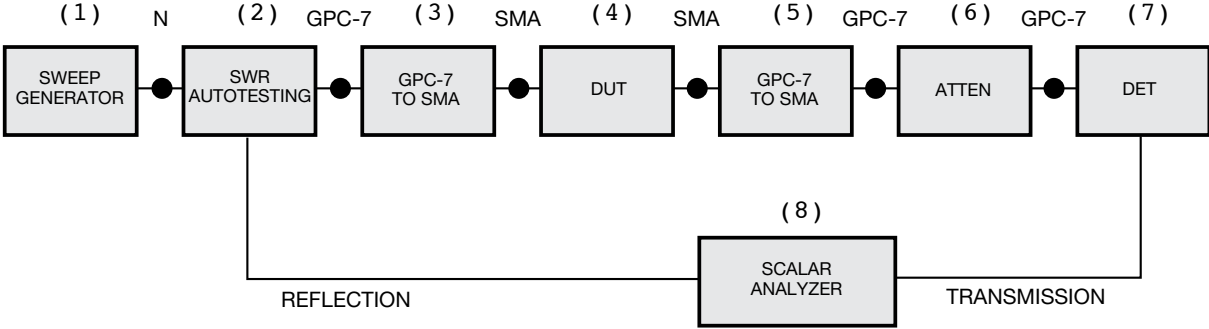 (1) N (2) GPC-7 (3) SMA (4) SMA (5) GPC-7 (6) GPC-7 (7)
SWEEP
GENERATOR
SWR
AUTOTESTING
GPC-7
TO SMA
DUT
GPC-7
TO SMA
ATTEN
DET
(8)
SCALAR
ANALYZER
REFLECTION
TRANSMISSION